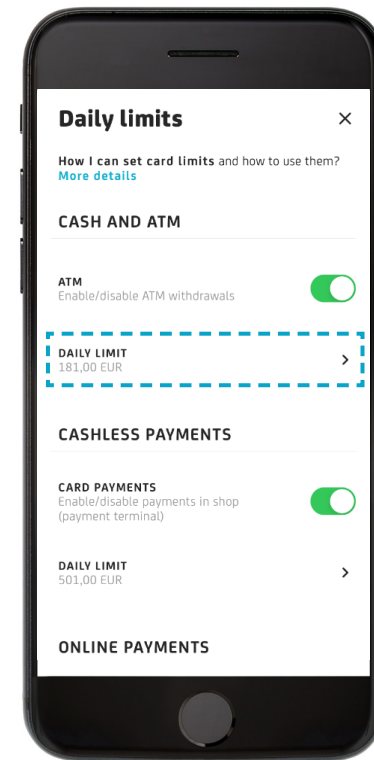 Daily limits
How I can set card limits and how to use them?
More details
CASH AND ATM
ATM
Enable/disable ATM withdrawals
DAILY LIMIT
181,00 EUR
CASHLESS PAYMENTS
CARD PAYMENTS
Enable/disable payments in shop
(payment terminal)
DAILY LIMIT
501,00 EUR
ONLINE PAYMENTS